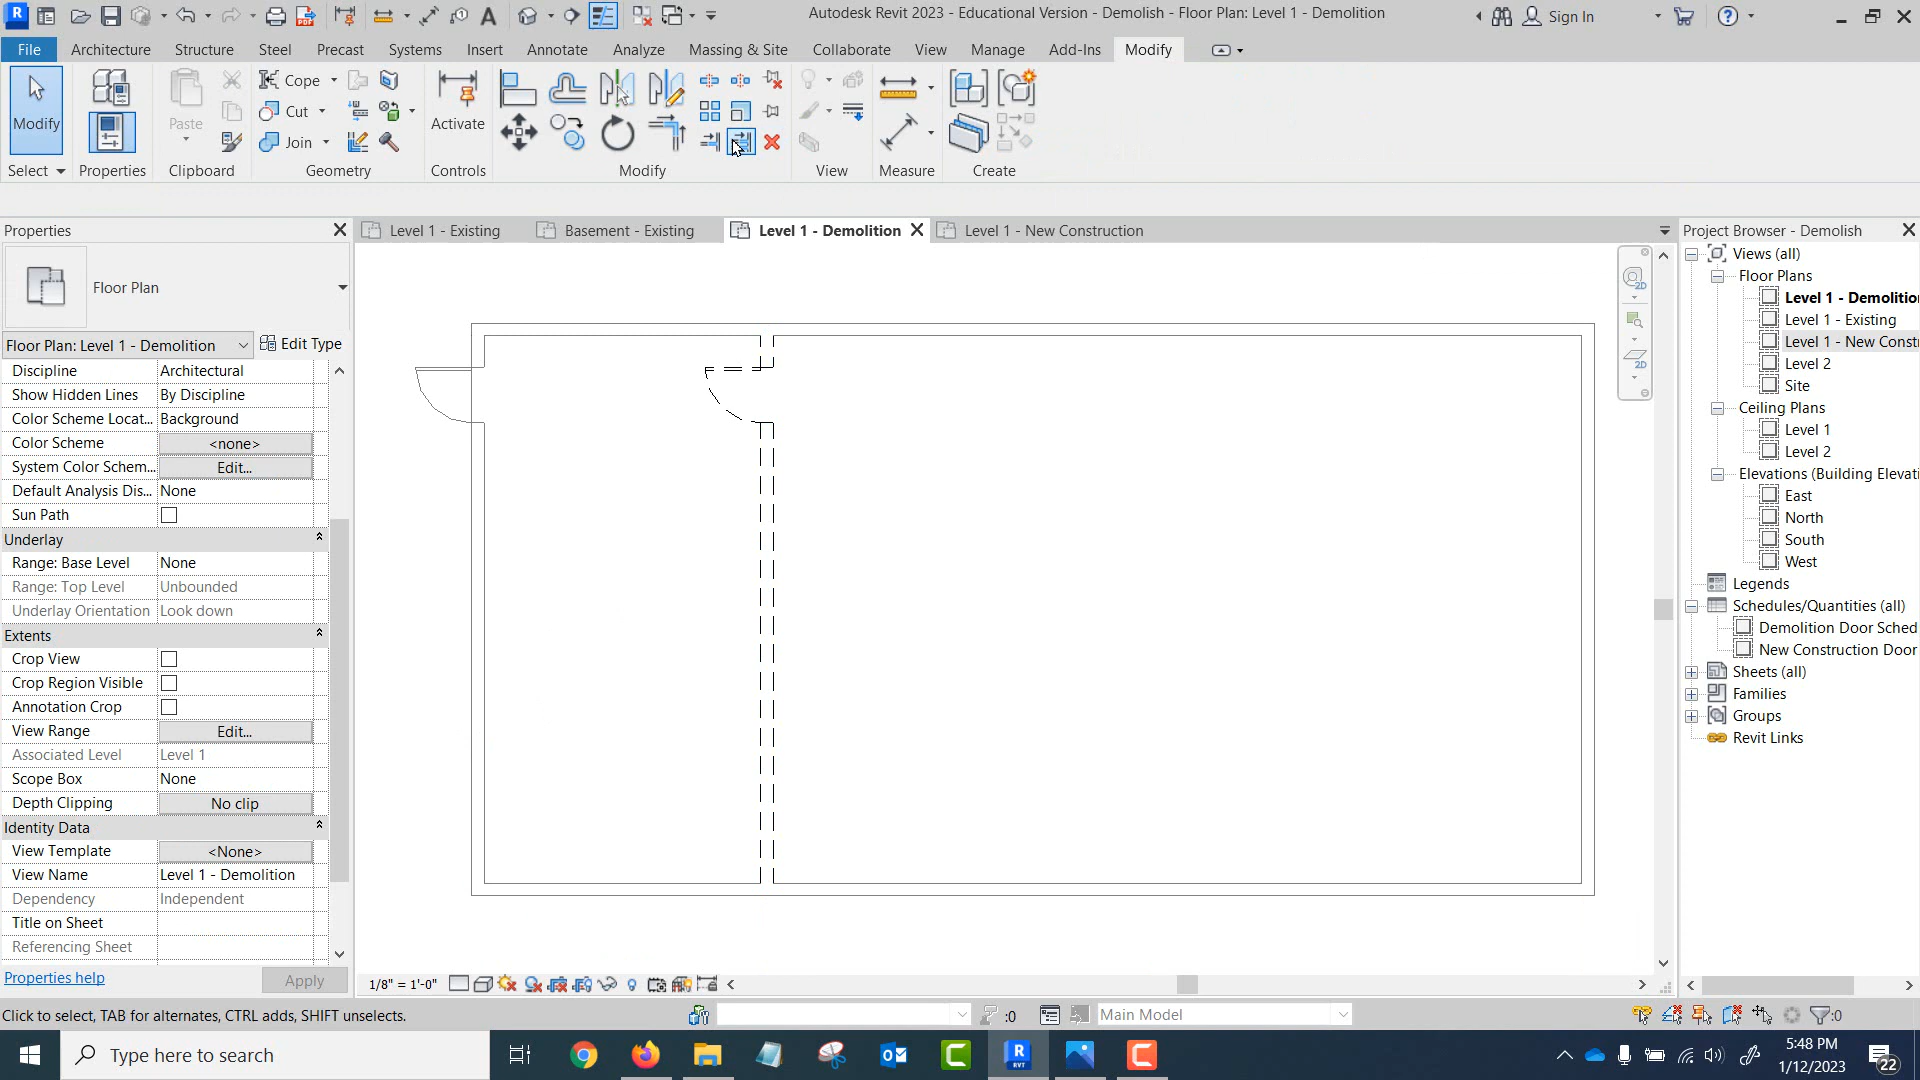 Autodesk Revit 2023 - Educational Version - Demolish - Floor Plan: Level 1 - Demolition
Sign In
File
Architecture
Structure
Steel
Precast
Systems
Insert
Annotate
Analyze
Massing & Site
Collaborate
View
Manage
Add-Ins
Modify
Modify
Paste
Cope
Cut
Join
Activate
Select
Properties
Clipboard
Geometry
Controls
Modify
View
Measure
Create
Properties
Level 1 - Existing
Basement - Existing
Level 1 - Demolition
Level 1 - New Construction
Project Browser - Demolish
Floor Plan
Floor Plan: Level 1 - Demolition
Edit Type
Discipline Architectural
Show Hidden Lines By Discipline
Color Scheme Locat... Background
Color Scheme <none>
System Color Schem... Edit...
Default Analysis Dis... None
Sun Path
Underlay
Range: Base Level None
Range: Top Level Unbounded
Underlay Orientation Look down
Extents
Crop View
Crop Region Visible
Annotation Crop
View Range Edit...
Associated Level Level 1
Scope Box None
Depth Clipping No clip
Identity Data
View Template <None>
View Name Level 1 - Demolition
Dependency Independent
Title on Sheet
Referencing Sheet
Properties help
Apply
2D
2D
Views (all)
Floor Plans
Level 1 - Demolitio
Level 1 - Existing
Level 1 - New Constr
Level 2
Site
Ceiling Plans
Level 1
Level 2
Elevations (Building Elevati
East
North
South
West
Legends
Schedules/Quantities (all)
Demolition Door Sched
New Construction Door
Sheets (all)
Families
Groups
Revit Links
1/8" = 1'-0"
Click to select, TAB for alternates, CTRL adds, SHIFT unselects.
:0
Main Model
:0
Type here to search
R
RVT
5:48 PM
1/12/2023
22